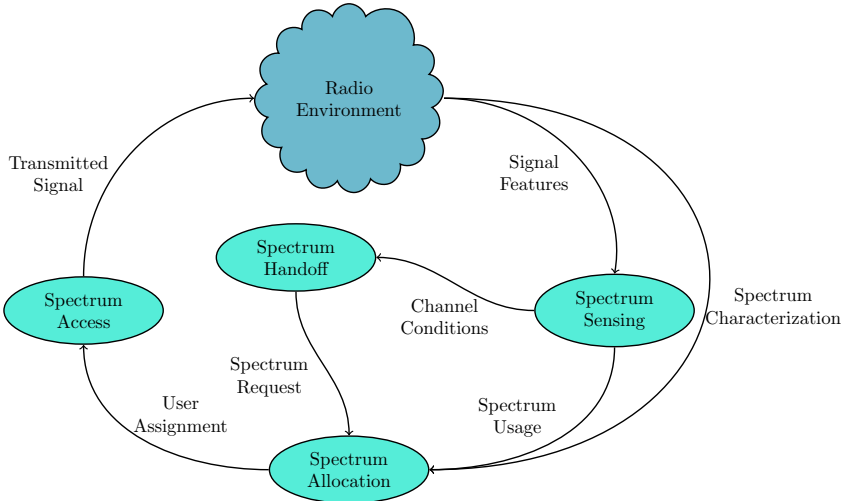 Radio
Environment
Transmitted
Signal
Signal
Features
Spectrum
Handoff
Spectrum
Access
Channel
Conditions
Spectrum
Sensing
Spectrum
Characterization
Spectrum
Request
User
Assignment
Spectrum
Usage
Spectrum
Allocation